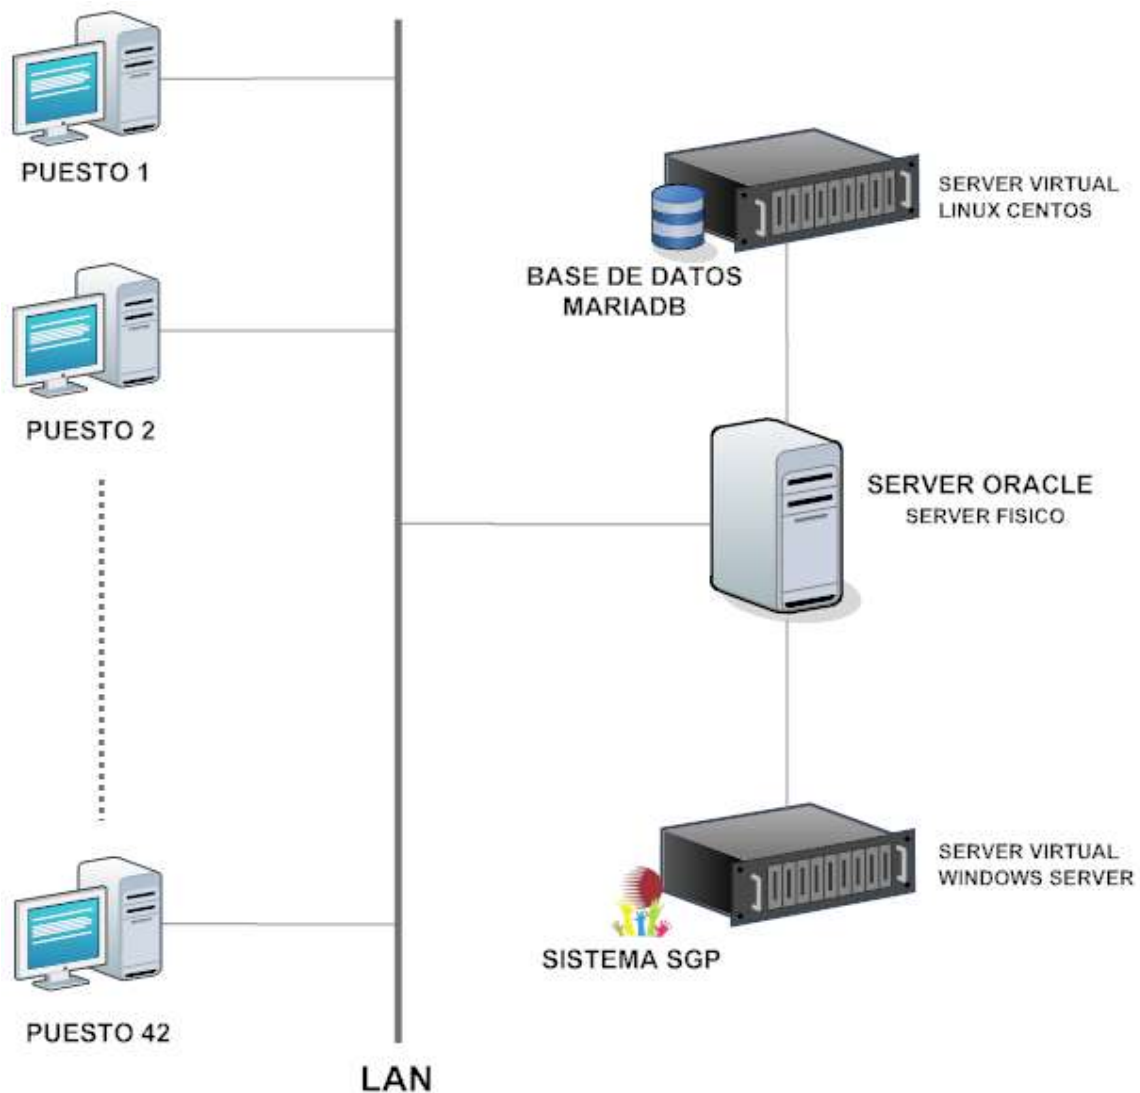 PUESTO 1
SERVER VIRTUAL
LINUX CENTOS
BASE DE DATOS
MARIADB
PUESTO 2
SERVER ORACLE
SERVER FISICO
SERVER VIRTUAL
WINDOWS SERVER
SISTEMA SGP
PUESTO 42
LAN